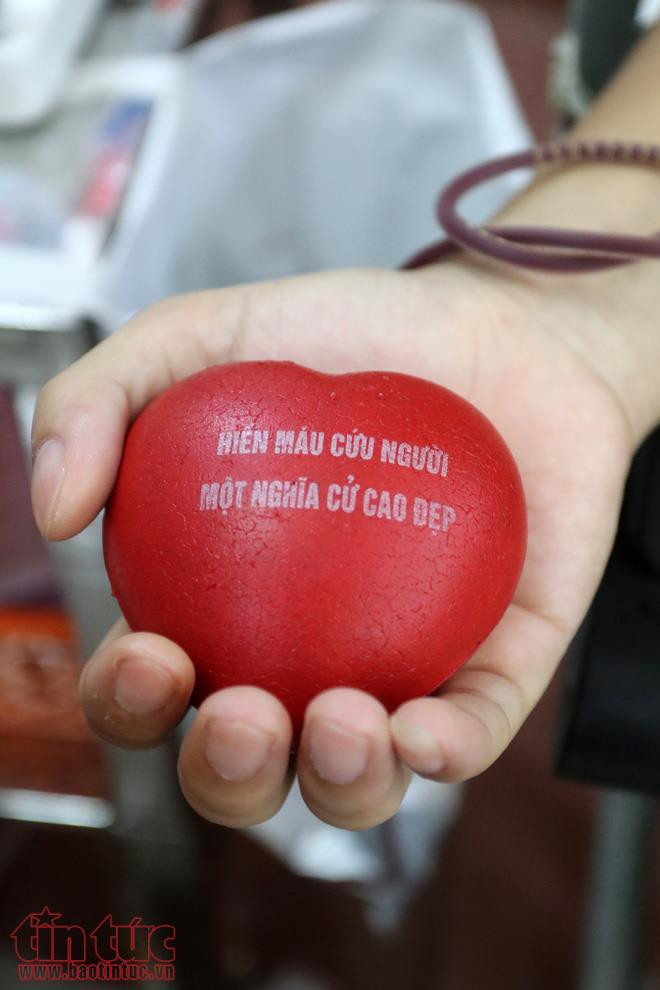 HIẾN MÁU CỨU NGƯỜI
MỘT NGHĨA CỬ CAO ĐẸP
tin tức
www.baotintuc.vn